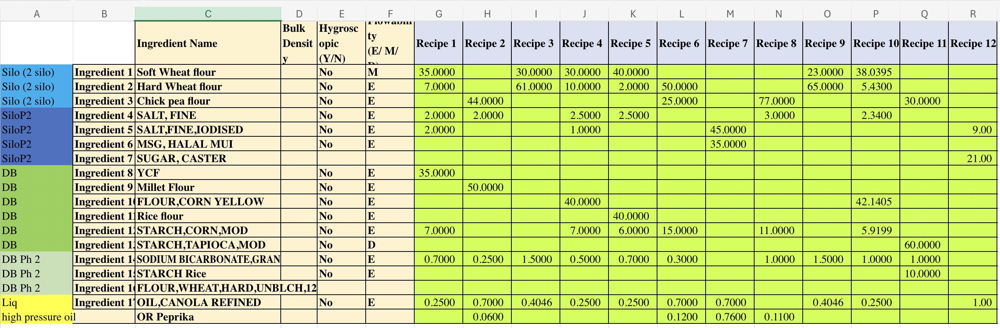 A B C D E F G H I J K L M N O P Q R
Ingredient Name Bulk Density Hygroscopic (Y/N) ty (E/ M/ Recipe 1 Recipe 2 Recipe 3 Recipe 4 Recipe 5 Recipe 6 Recipe 7 Recipe 8 Recipe 9 Recipe 10 Recipe 11 Recipe 12
Silo (2 silo) Ingredient 1 Soft Wheat flour No M 35.0000 30.0000 30.0000 40.0000 23.0000 38.0395
Silo (2 silo) Ingredient 2 Hard Wheat flour No E 7.0000 61.0000 10.0000 2.0000 50.0000 65.0000 5.4300
Silo (2 silo) Ingredient 3 Chick pea flour No E 44.0000 25.0000 77.0000 30.0000
SiloP2 Ingredient 4 SALT, FINE No E 2.0000 2.0000 2.5000 2.5000 3.0000 2.3400
SiloP2 Ingredient 5 SALT,FINE,IODISED No E 2.0000 1.0000 45.0000 9.00
SiloP2 Ingredient 6 MSG, HALAL MUI No E 35.0000
SiloP2 Ingredient 7 SUGAR, CASTER 21.00
DB Ingredient 8 YCF No E 35.0000
DB Ingredient 9 Millet Flour No E 50.0000
DB Ingredient 1 FLOUR,CORN YELLOW No E 40.0000 42.1405
DB Ingredient 1 Rice flour No E 40.0000
DB Ingredient 1 STARCH,CORN,MOD No E 7.0000 7.0000 6.0000 15.0000 11.0000 5.9199
DB Ingredient 1 STARCH,TAPIOCA,MOD No D 60.0000
DB Ph 2 Ingredient 1 SODIUM BICARBONATE,GRAN No E 0.7000 0.2500 1.5000 0.5000 0.7000 0.3000 1.0000 1.5000 1.0000 1.0000
DB Ph 2 Ingredient 1 STARCH Rice No E 10.0000
DB Ph 2 Ingredient 1 FLOUR,WHEAT,HARD,UNBLCH,12
Liq Ingredient 1 OIL,CANOLA REFINED No E 0.2500 0.7000 0.4046 0.2500 0.2500 0.7000 0.7000 0.4046 0.2500 1.00
high pressure oil OR Peprika 0.0600 0.1200 0.7600 0.1100